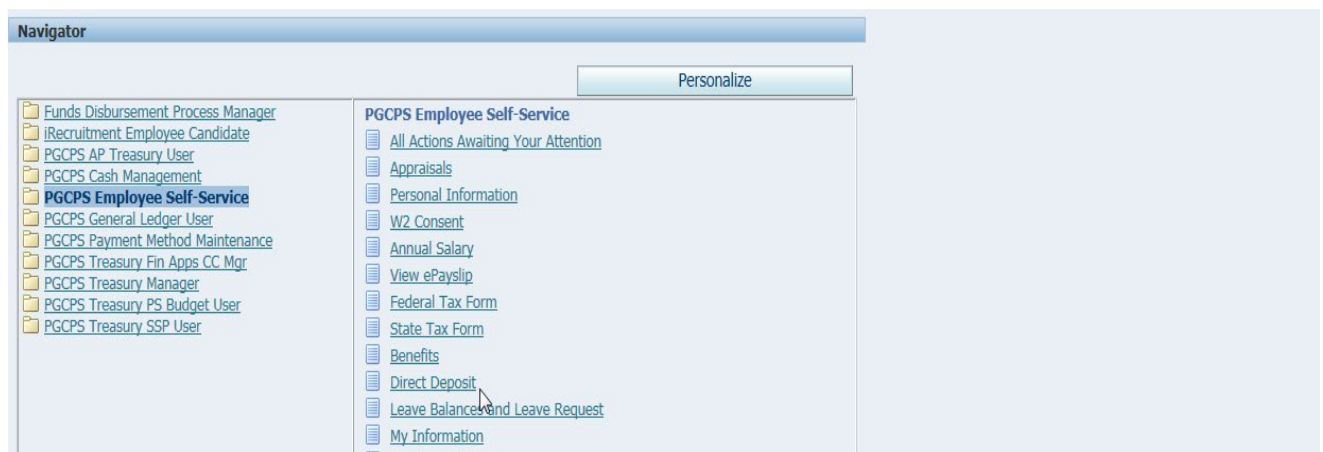 Navigator
Personalize
Funds Disbursement Process Manager
iRecruitment Employee Candidate
PGCPS AP Treasury User
PGCPS Cash Management
PGCPS Employee Self-Service
PGCPS General Ledger User
PGCPS Payment Method Maintenance
PGCPS Treasury Fin Apps CC Mgr
PGCPS Treasury Manager
PGCPS Treasury PS Budget User
PGCPS Treasury SSP User
PGCPS Employee Self-Service
All Actions Awaiting Your Attention
Appraisals
Personal Information
W2 Consent
Annual Salary
View ePayslip
Federal Tax Form
State Tax Form
Benefits
Direct Deposit
Leave Balances and Leave Request
My Information